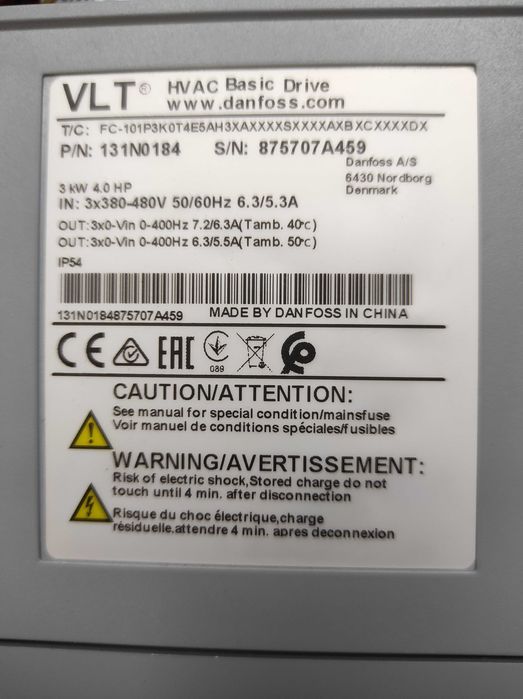 VLT® HVAC Basic Drive
www.danfoss.com
T/C: FC-101P3K0T4E5AH3XAXXXXSXXXXAXBXCXXXXDX
P/N: 131N0184 S/N: 875707A459
Danfoss A/S
6430 Nordborg
Denmark
3 kW 4.0 HP
IN: 3x380-480V 50/60Hz 6.3/5.3A
OUT:3x0-Vin 0-400Hz 7.2/6.3A(Tamb. 40℃)
OUT:3x0-Vin 0-400Hz 6.3/5.5A(Tamb. 50℃)
IP54
131N0184875707A459 MADE BY DANFOSS IN CHINA
CE EAC 089
CAUTION/ATTENTION:
See manual for special condition/mainsfuse
Voir manuel de conditions spéciales/fusibles
WARNING/AVERTISSEMENT:
Risk of electric shock,Stored charge do not
touch until 4 min. after disconnection
Risque du choc électrique,charge
résiduelle,attendre 4 min. apres deconnexion